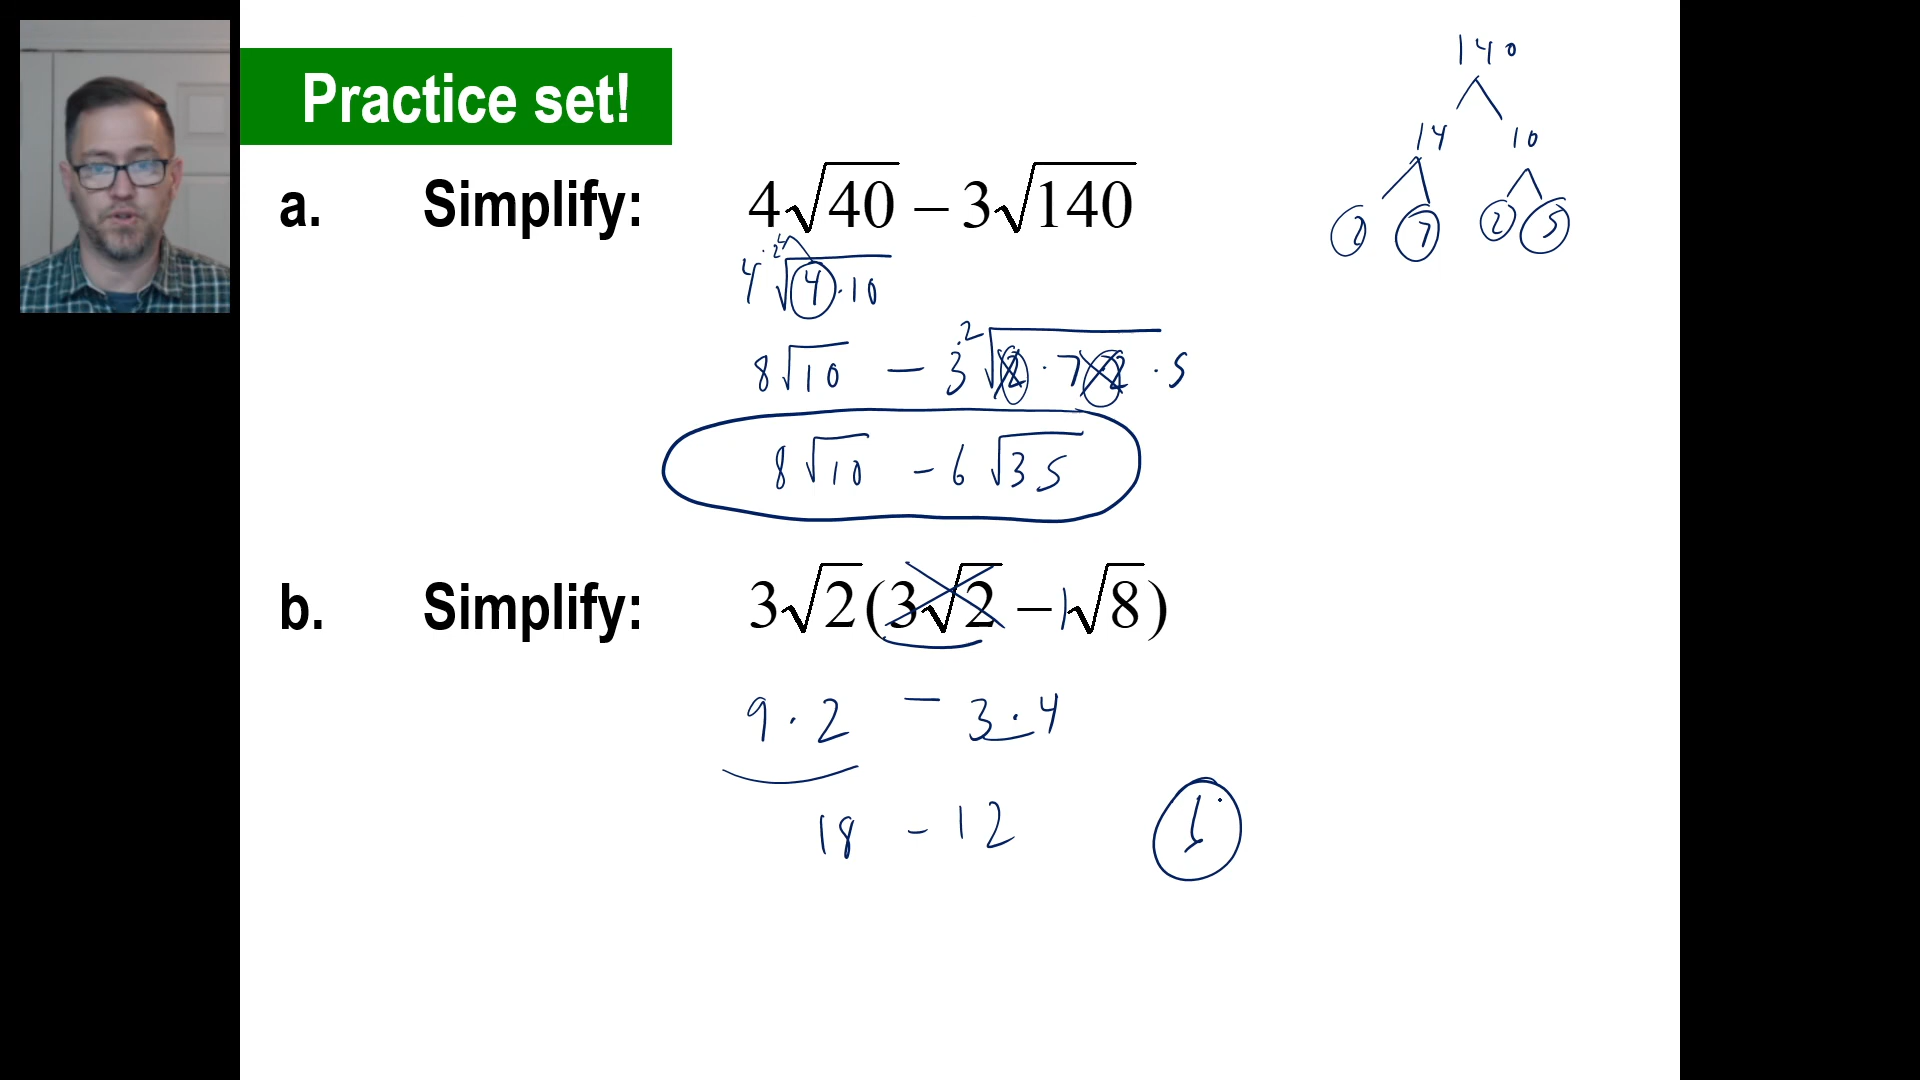 Practice set!
140
14 10
2 7 2 5
a. Simplify: 4√40 − 3√140
4 √4·10
8√10 − 3·2 √2·7·2·5
8√10 − 6√35
b. Simplify: 3√2(3√2 − 1√8)
9·2 − 3·4
18 − 12 6